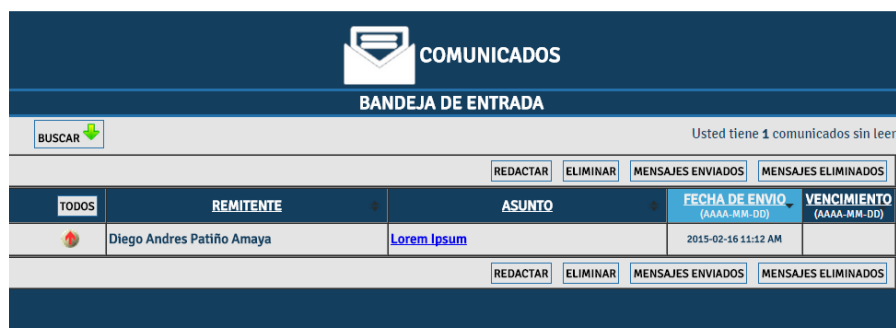 COMUNICADOS
BANDEJA DE ENTRADA
BUSCAR
Usted tiene 1 comunicados sin leer
REDACTAR ELIMINAR MENSAJES ENVIADOS MENSAJES ELIMINADOS
TODOS REMITENTE ASUNTO FECHA DE ENVIO VENCIMIENTO
(AAAA-MM-DD) (AAAA-MM-DD)
Diego Andres Patiño Amaya Lorem Ipsum 2015-02-16 11:12 AM
REDACTAR ELIMINAR MENSAJES ENVIADOS MENSAJES ELIMINADOS